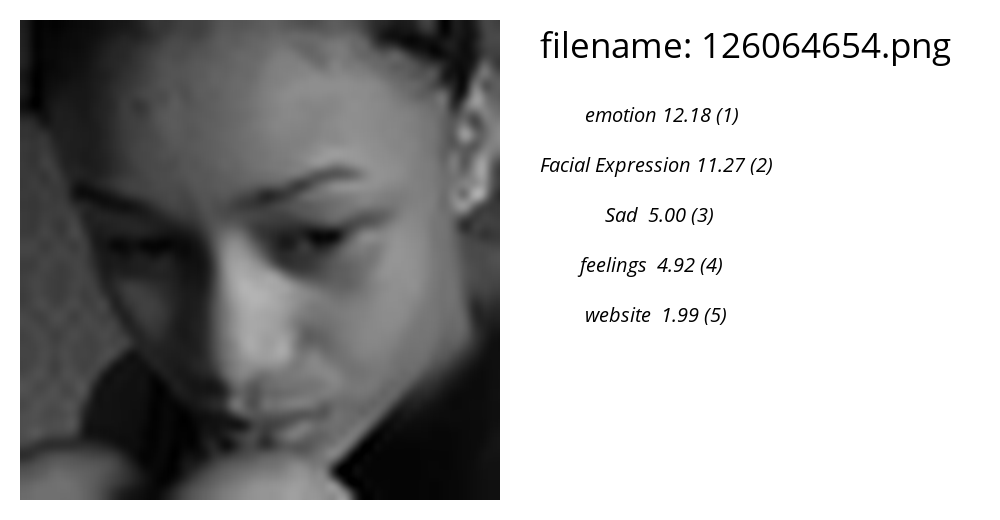 filename: 126064654.png
emotion 12.18 (1)
Facial Expression 11.27 (2)
Sad 5.00 (3)
feelings 4.92 (4)
website 1.99 (5)